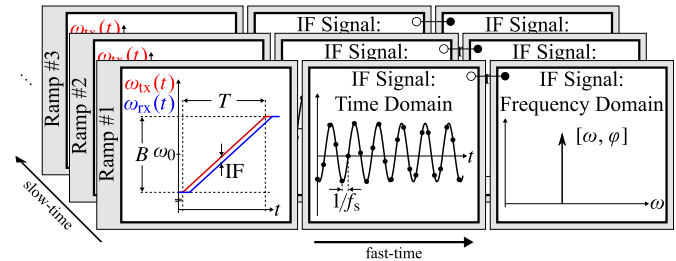 Ramp #3
ω_tx(t)
IF Signal:
IF Signal:
Ramp #2
ω_tx(t)
IF Signal:
IF Signal:
Ramp #1
ω_tx(t)
ω_rx(t)
T
B
ω_0
IF
t
IF Signal:
Time Domain
t
1/f_s
IF Signal:
Frequency Domain
[ω, φ]
ω
...
slow-time
fast-time